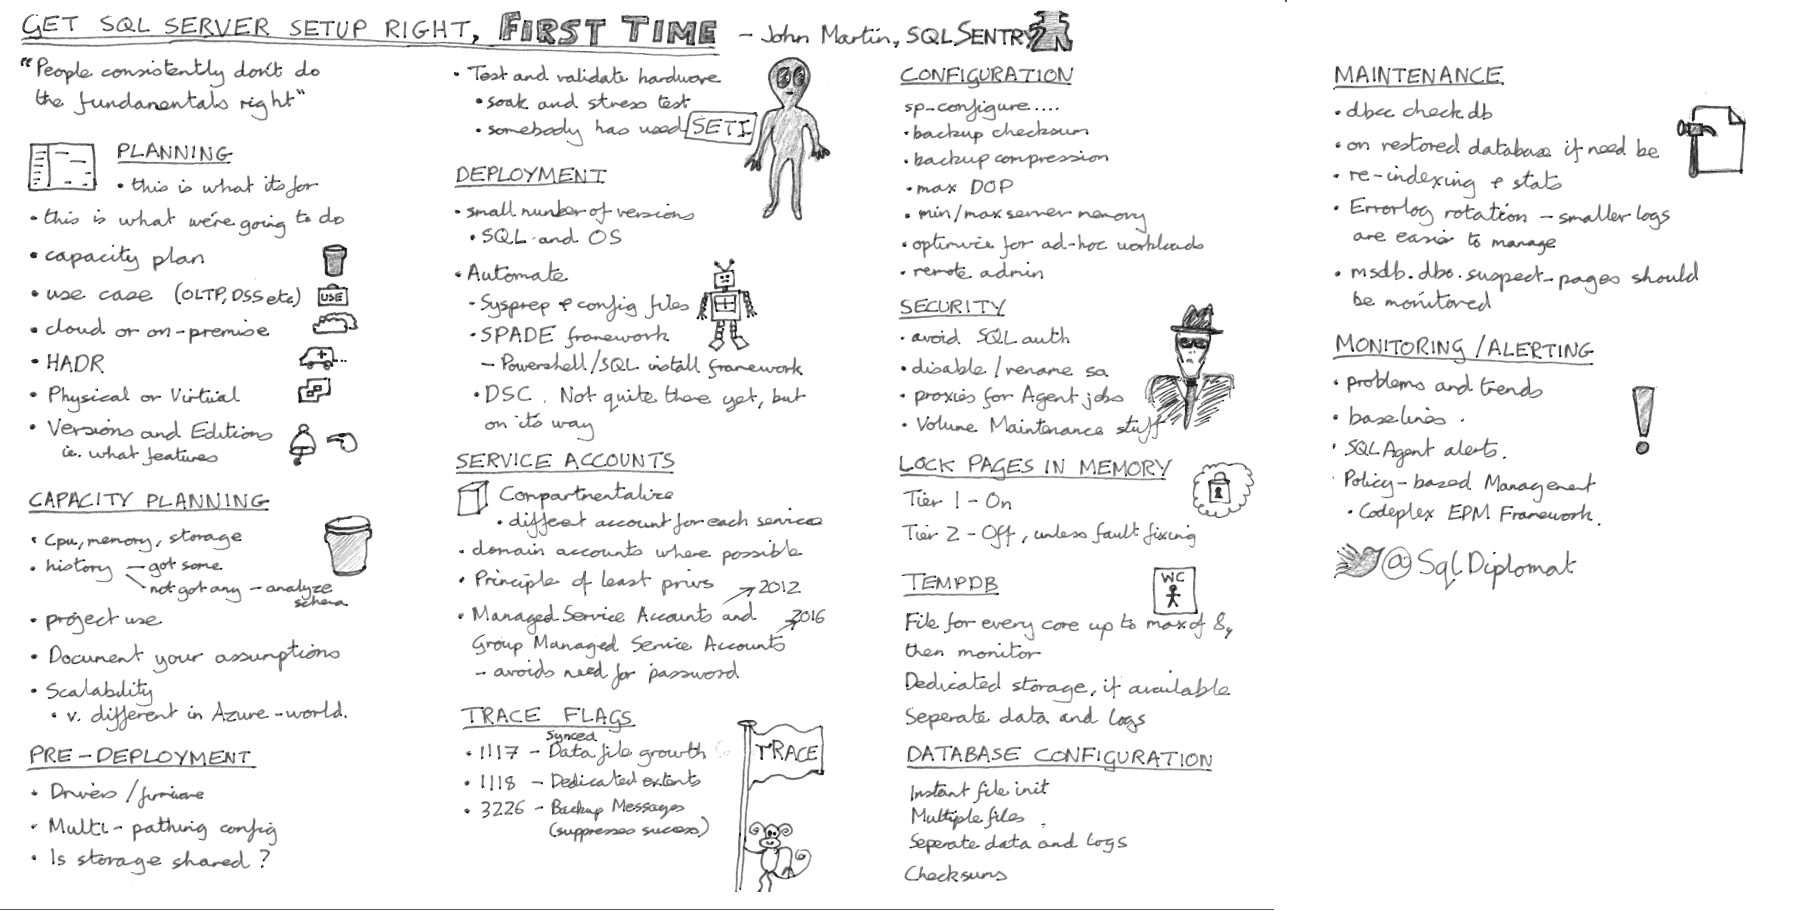 GET SQL SERVER SETUP RIGHT, FIRST TIME - John Martin, SQLSENTRY
"People consistently don't do
the fundamentals right"
PLANNING
• this is what its for
• this is what we're going to do
• capacity plan
• use case (OLTP, DSS etc)
USE
• cloud or on-premise
• HADR
• Physical or Virtual
• Versions and Editions
ie. what features
CAPACITY PLANNING
• cpu, memory, storage
• history - got some
not got any - analyze
schema
• project use
• Document your assumptions
• Scalability
• v. different in Azure-world.
PRE-DEPLOYMENT
• Drivers / firmware
• Multi-pathing config
• Is storage shared?
• Test and validate hardware
• soak and stress test
• somebody has used SETI
DEPLOYMENT
• small number of versions
• SQL and OS
• Automate
- Sysprep & config files
• SPADE framework
- Powershell/SQL install framework
• DSC. Not quite there yet, but
on its way
SERVICE ACCOUNTS
Compartmentalize
• different account for each service
• domain accounts where possible
• Principle of least privs
2012
• Managed Service Accounts and
2016
Group Managed Service Accounts
- avoids need for password
TRACE FLAGS
Synced
• 1117 - Data file growth
• 1118 - Dedicated extents
• 3226 - Backup Messages
(suppresses success)
TRACE
CONFIGURATION
sp-configure....
• backup checksum
• backup compression
• max DOP
• min/max server memory
• optimize for ad-hoc workloads
• remote admin
SECURITY
• avoid SQL auth
• disable/rename sa
• proxies for Agent jobs
• Volume Maintenance stuff
LOCK PAGES IN MEMORY
Tier 1 - On
Tier 2 - Off, unless fault fixing
TEMPDB
WC
File for every core up to max of 8,
then monitor
Dedicated storage, if available
Seperate data and logs
DATABASE CONFIGURATION
Instant file init
Multiple files
Seperate data and logs
Checksums
MAINTENANCE
• dbcc checkdb
• on restored database if need be
• re-indexing & stats
• Errorlog rotation - smaller logs
are easier to manage
• msdb.dbo.suspect_pages should
be monitored
MONITORING/ALERTING
• problems and trends
• baselines.
• SQLAgent alerts.
• Policy-based Management
• Codeplex EPM Framework.
@SqlDiplomat